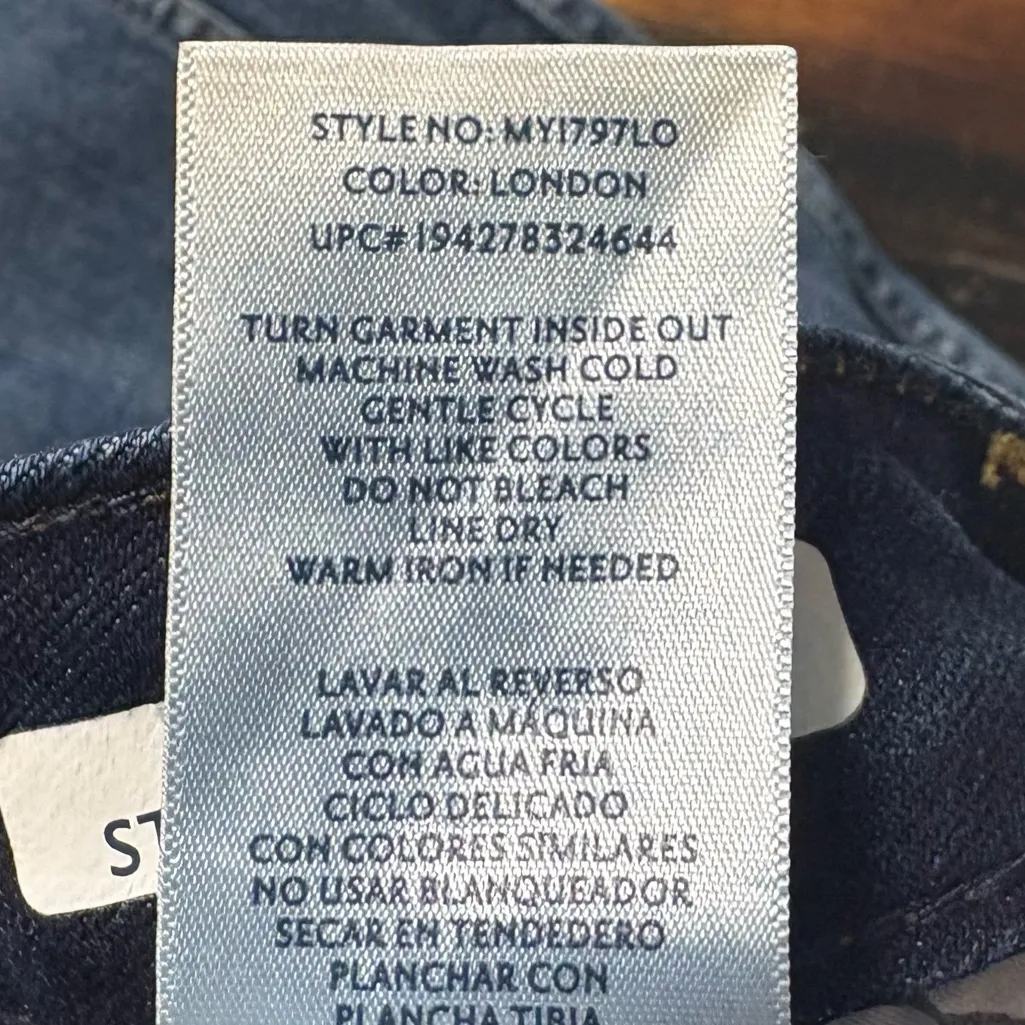 STYLE NO: MY1797LO
COLOR: LONDON
UPC# 194278324644
TURN GARMENT INSIDE OUT
MACHINE WASH COLD
GENTLE CYCLE
WITH LIKE COLORS
DO NOT BLEACH
LINE DRY
WARM IRON IF NEEDED
LAVAR AL REVERSO
LAVADO A MÁQUINA
CON AGUA FRIA
CICLO DELICADO
CON COLORES SIMILARES
NO USAR BLANQUEADOR
SECAR EN TENDEDERO
PLANCHAR CON
PLANCHA TIBIA
ST